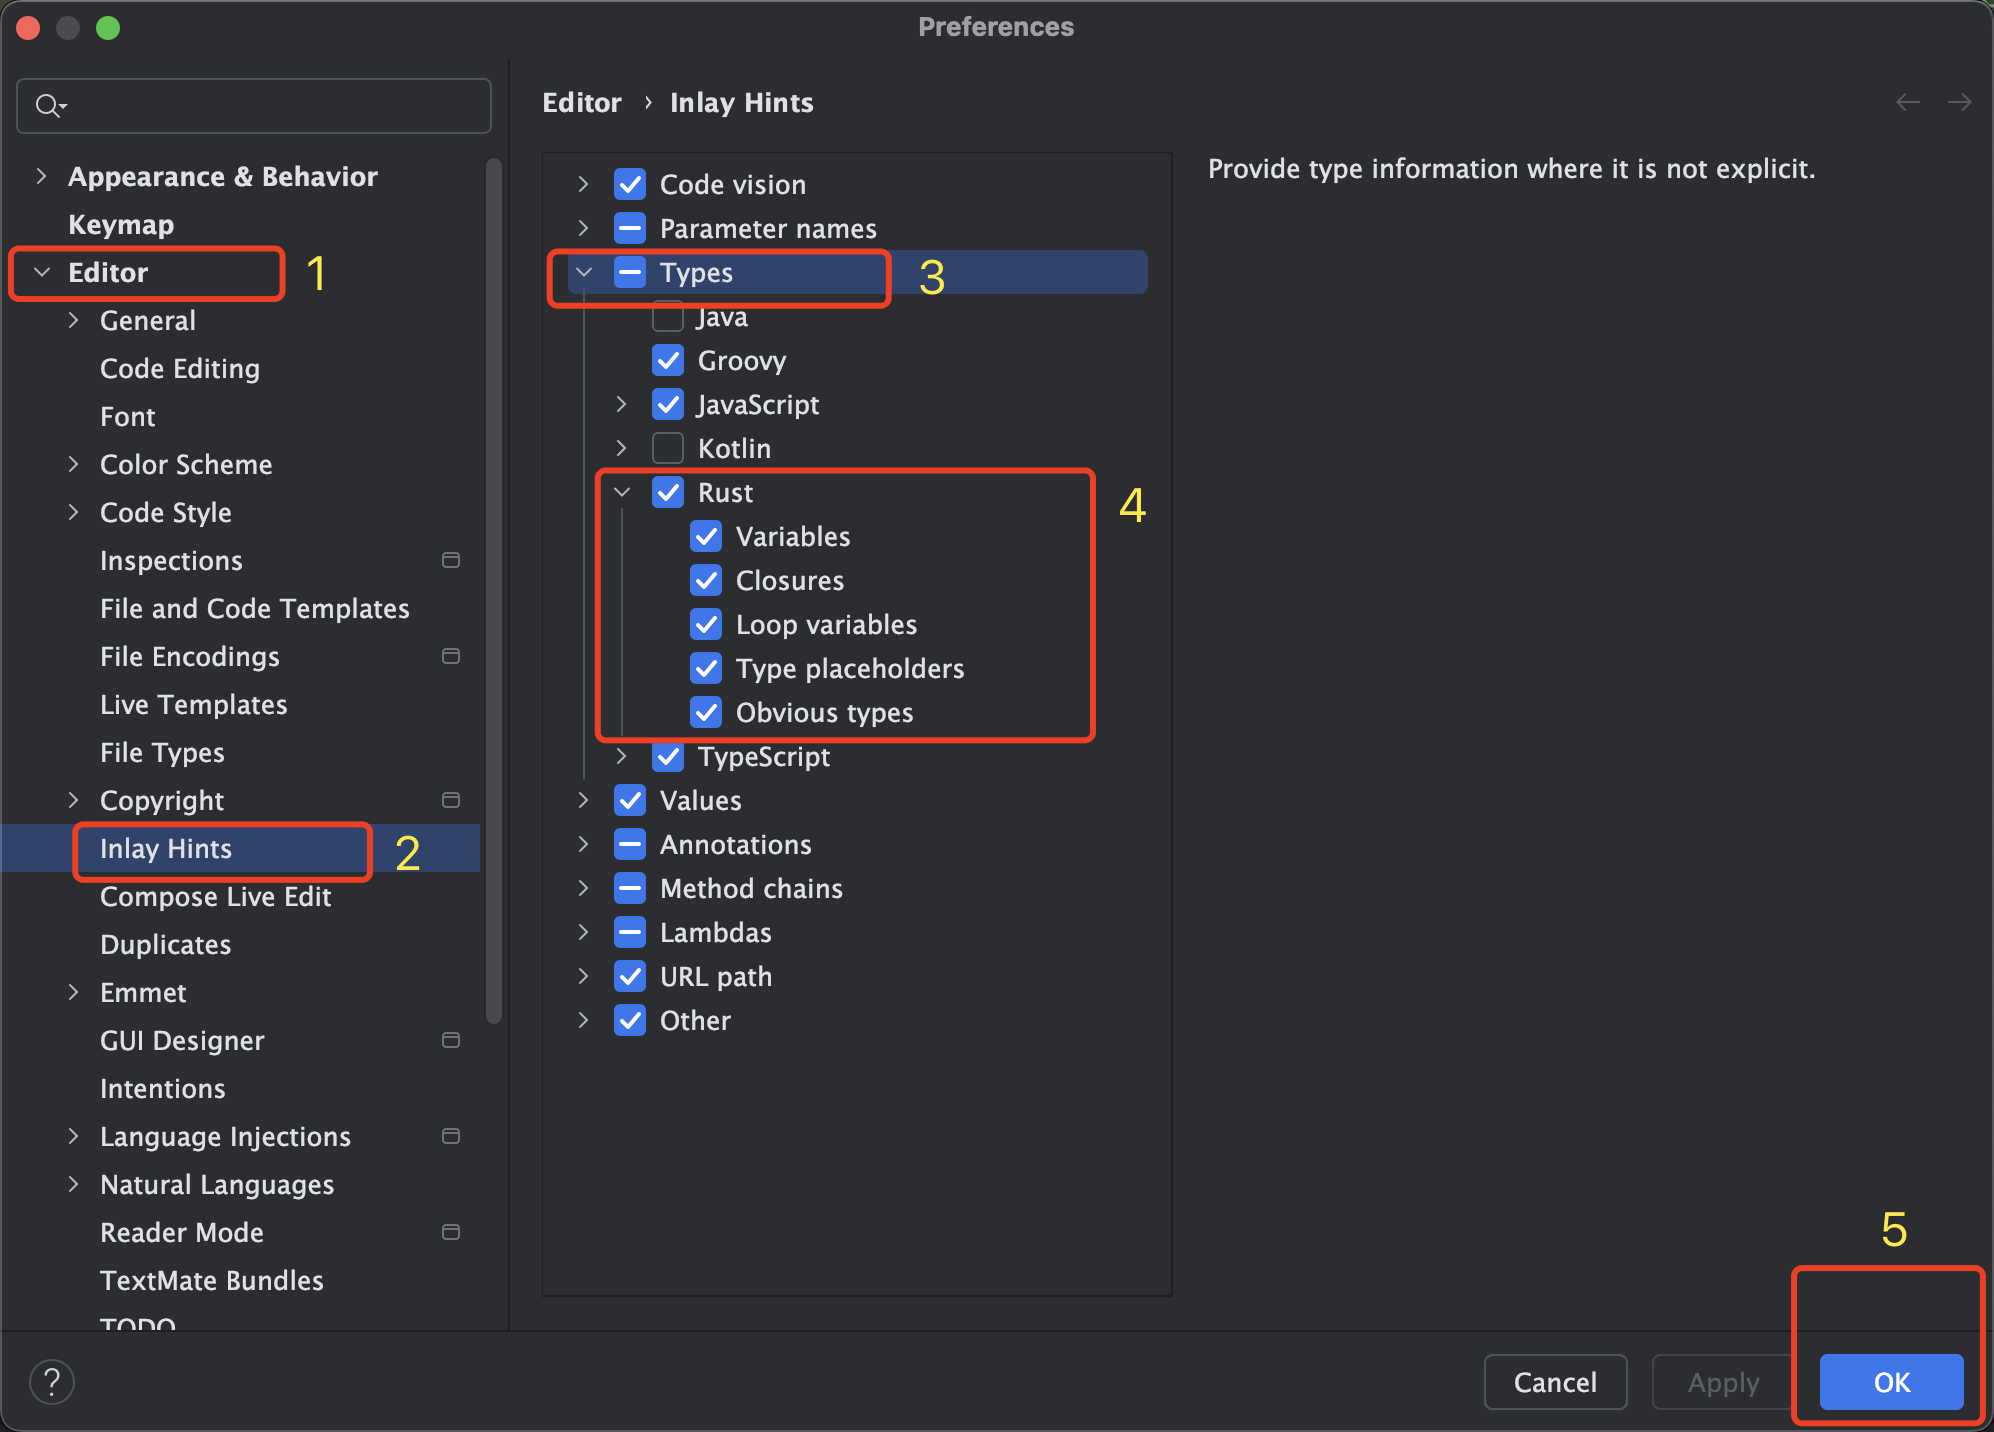 Preferences
Appearance & Behavior
Keymap
Editor
1
General
Code Editing
Font
Color Scheme
Code Style
Inspections
File and Code Templates
File Encodings
Live Templates
File Types
Copyright
Inlay Hints
2
Compose Live Edit
Duplicates
Emmet
GUI Designer
Intentions
Language Injections
Natural Languages
Reader Mode
TextMate Bundles
TODO
Editor › Inlay Hints
Code vision
Parameter names
Types
3
Java
Groovy
JavaScript
Kotlin
Rust
4
Variables
Closures
Loop variables
Type placeholders
Obvious types
TypeScript
Values
Annotations
Method chains
Lambdas
URL path
Other
Provide type information where it is not explicit.
5
?
Cancel
Apply
OK